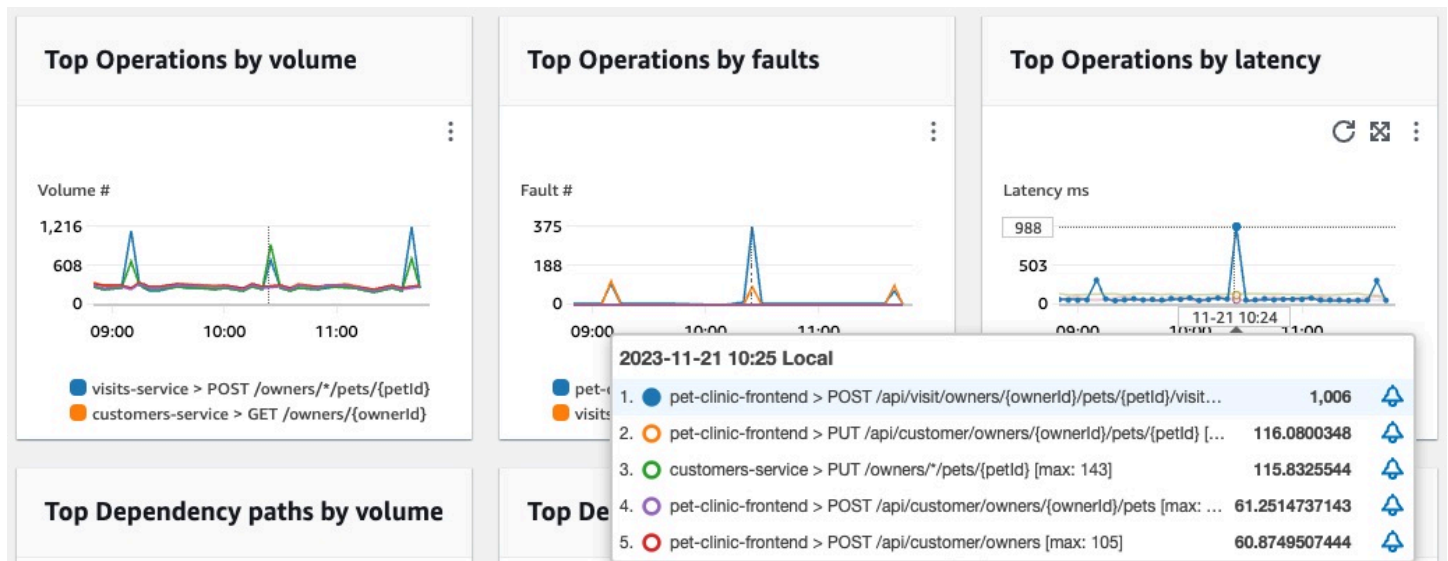 Top Operations by volume
Volume #
1,216
608
0
09:00 10:00 11:00
visits-service > POST /owners/*/pets/{petId}
customers-service > GET /owners/{ownerId}
Top Operations by faults
Fault #
375
188
0
09:00 10:00 11:00
pet-
visits
Top Operations by latency
Latency ms
988
503
0
09:00 10:00 11:00
11-21 10:24
2023-11-21 10:25 Local
1. pet-clinic-frontend > POST /api/visit/owners/{ownerId}/pets/{petId}/visit... 1,006
2. pet-clinic-frontend > PUT /api/customer/owners/{ownerId}/pets/{petId} [... 116.0800348
3. customers-service > PUT /owners/*/pets/{petId} [max: 143] 115.8325544
4. pet-clinic-frontend > POST /api/customer/owners/{ownerId}/pets [max: ... 61.2514737143
5. pet-clinic-frontend > POST /api/customer/owners [max: 105] 60.8749507444
Top Dependency paths by volume
Top De